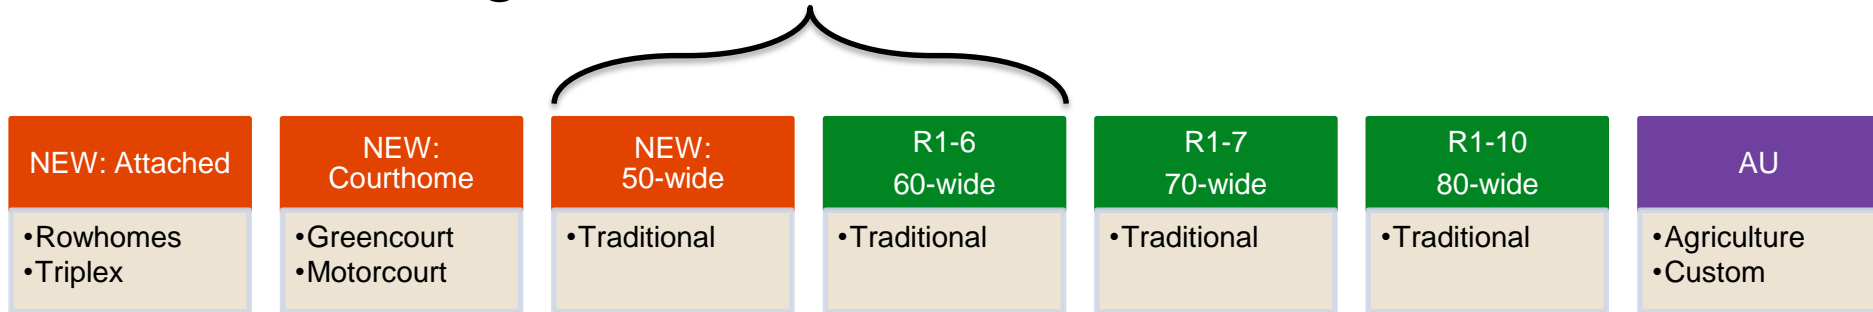 NEW: Attached
•Rowhomes
•Triplex
NEW:
Courthome
•Greencourt
•Motorcourt
NEW:
50-wide
•Traditional
R1-6
60-wide
•Traditional
R1-7
70-wide
•Traditional
R1-10
80-wide
•Traditional
AU
•Agriculture
•Custom